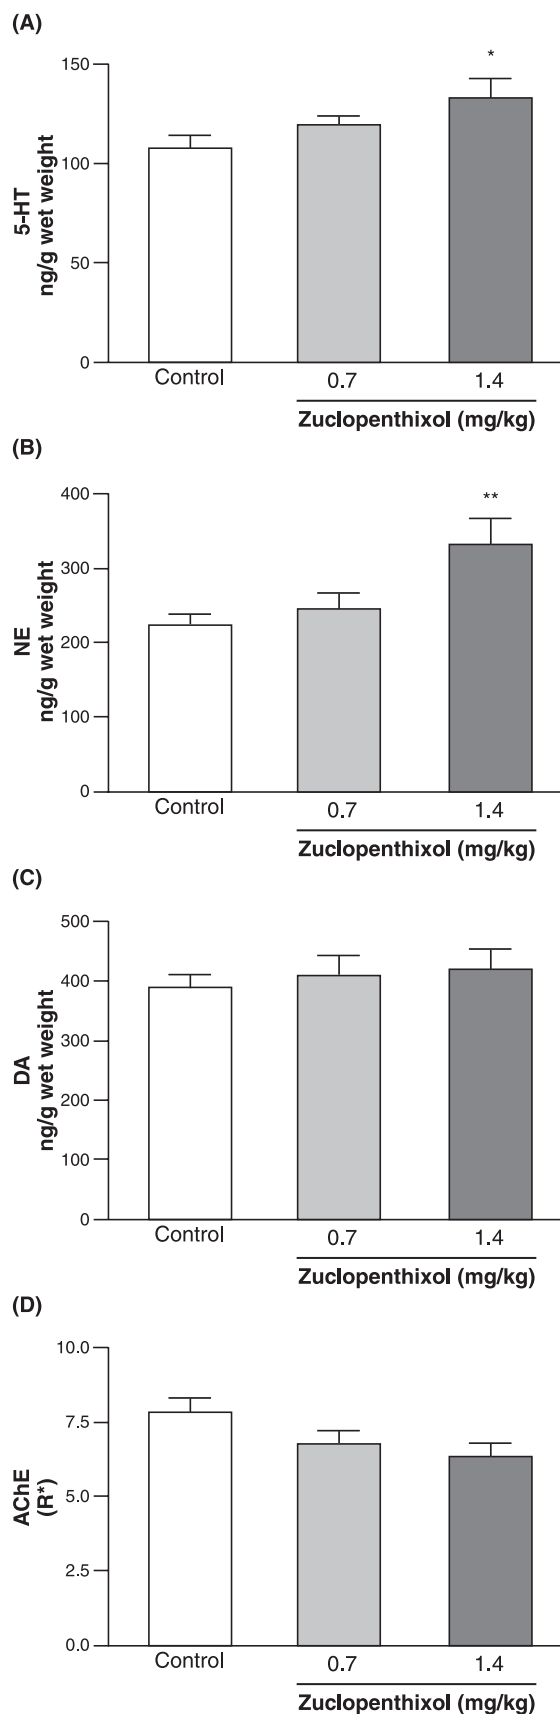 (A)
*
150
100
50
0
5-HT
ng/g wet weight
Control
0.7
1.4
Zuclopenthixol (mg/kg)
(B)
**
400
300
200
100
0
NE
ng/g wet weight
Control
0.7
1.4
Zuclopenthixol (mg/kg)
(C)
500
400
300
200
100
0
DA
ng/g wet weight
Control
0.7
1.4
Zuclopenthixol (mg/kg)
(D)
10.0
7.5
5.0
2.5
0.0
AChE
(R*)
Control
0.7
1.4
Zuclopenthixol (mg/kg)